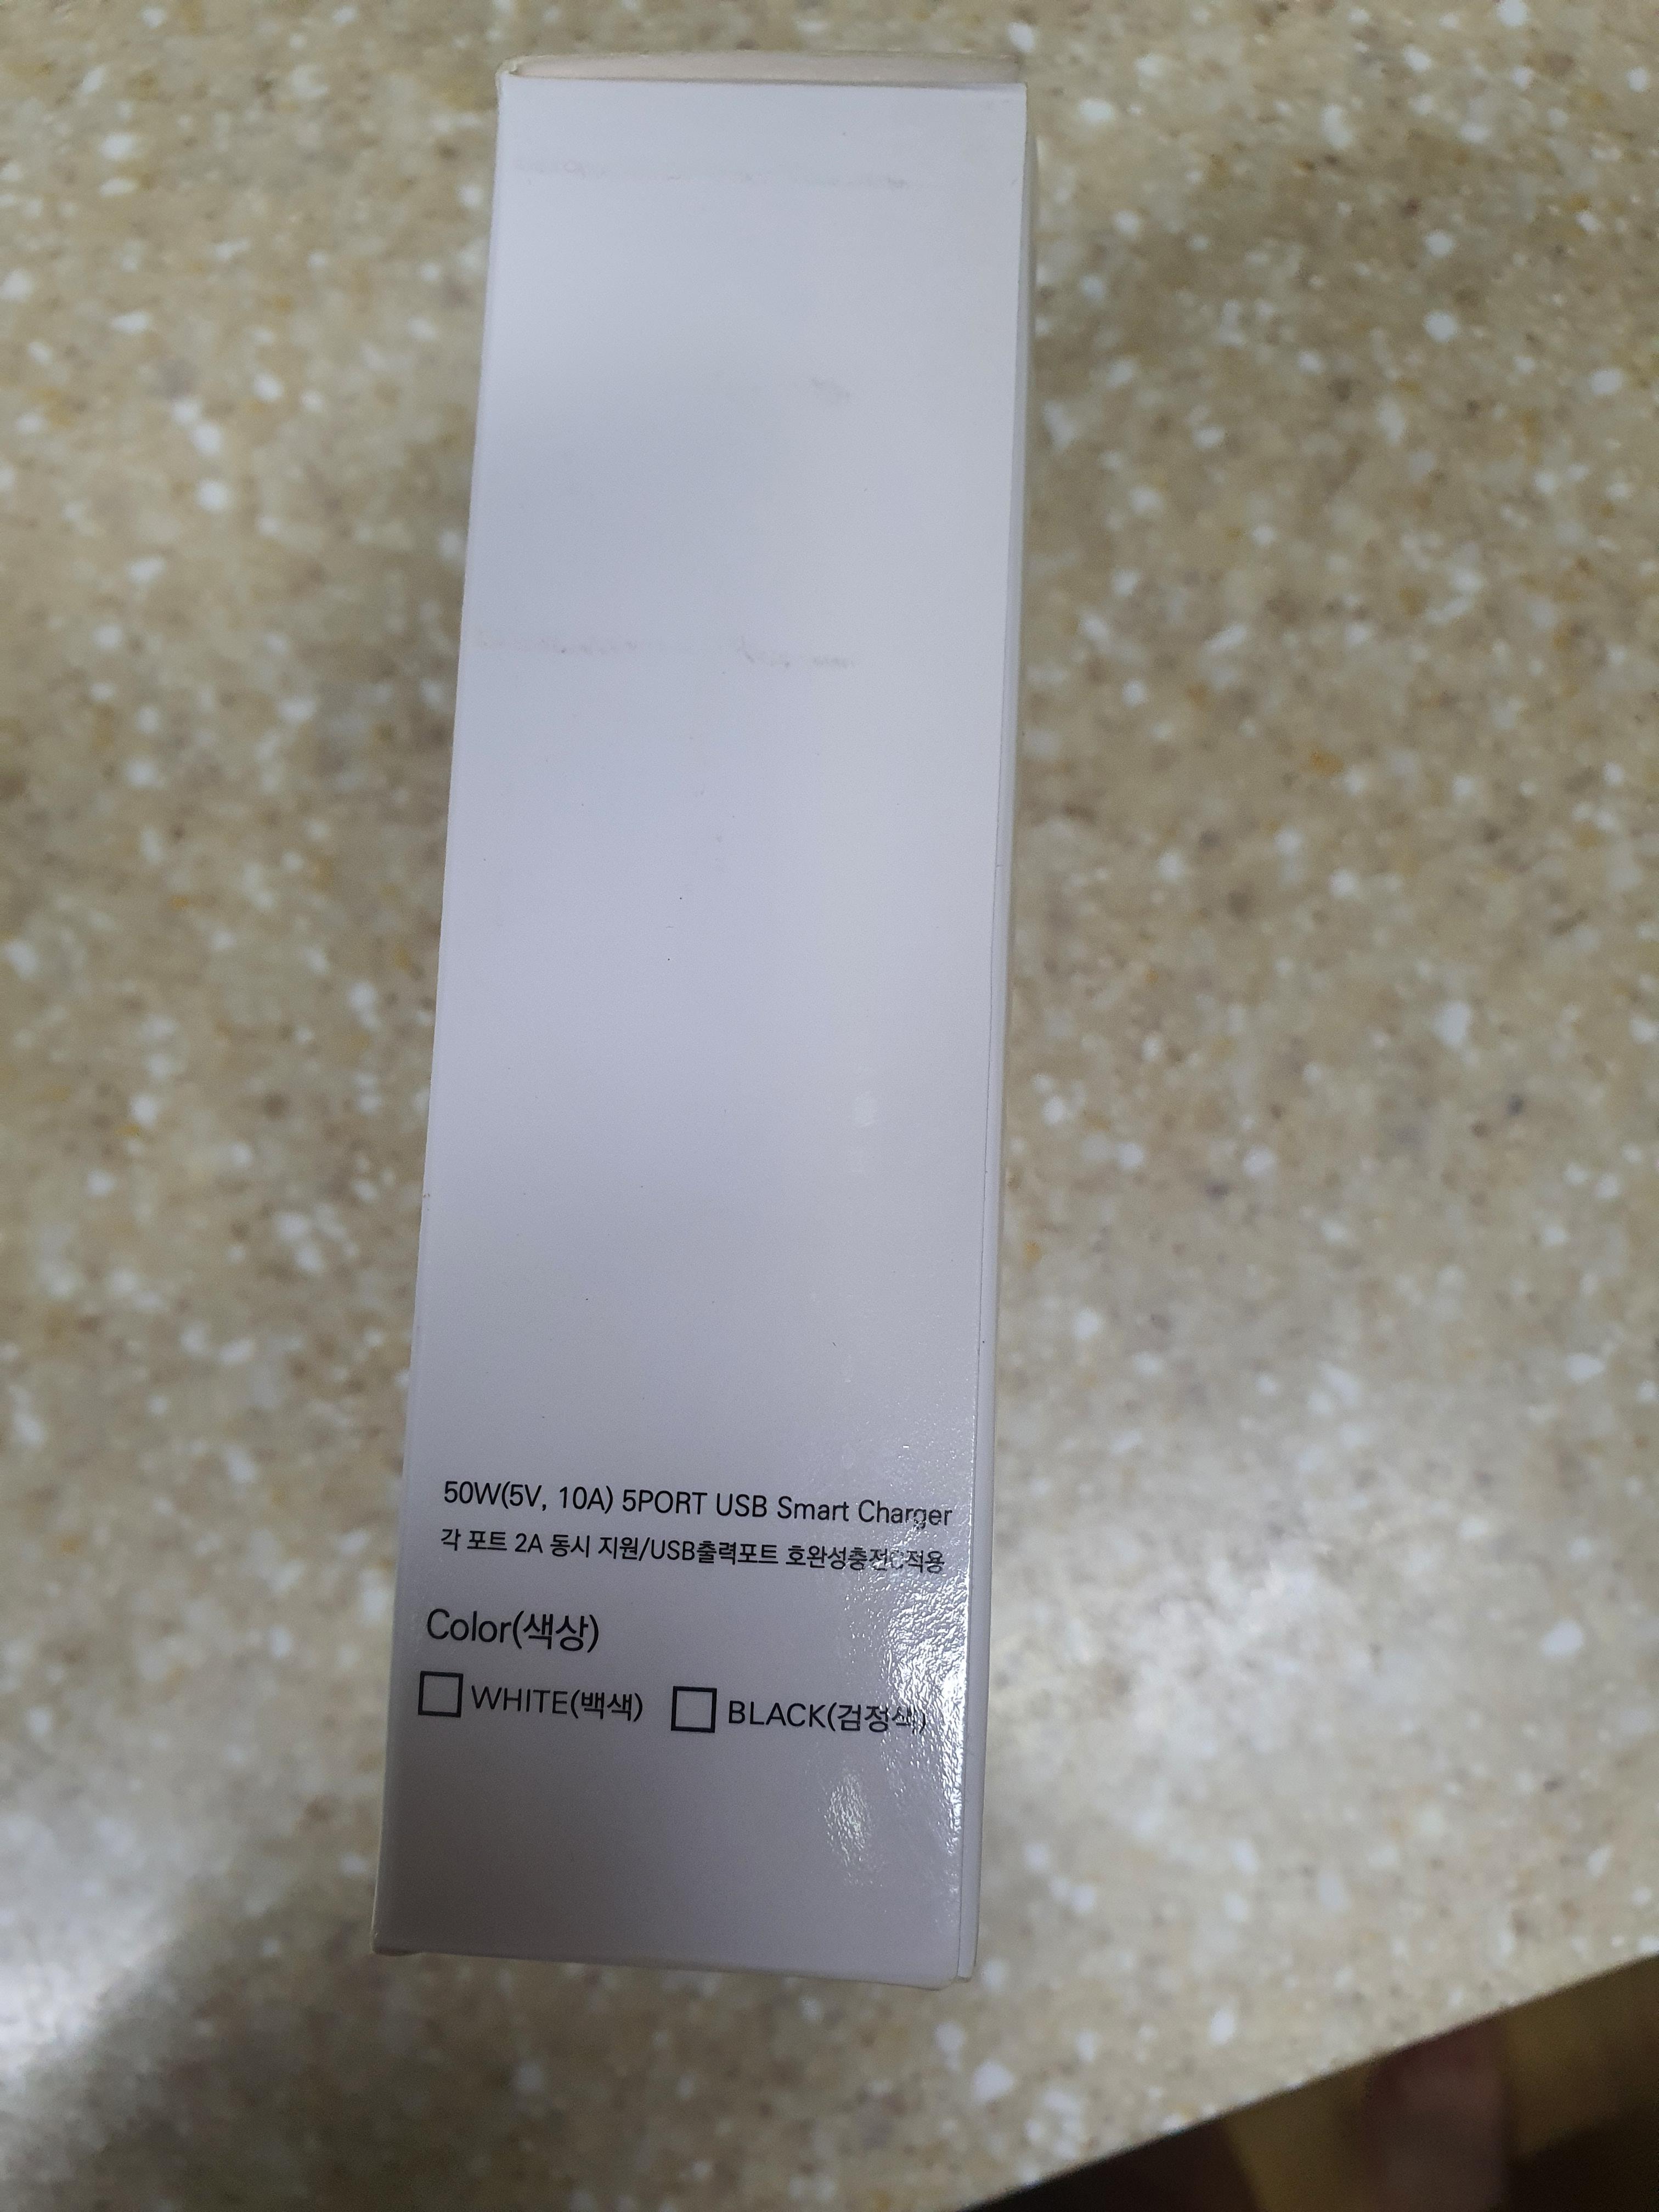 50W(5V, 10A) 5PORT USB Smart Charger
각 포트 2A 동시 지원/USB출력포트 호완성충전C적용
Color(색상)
WHITE(백색) BLACK(검정색)